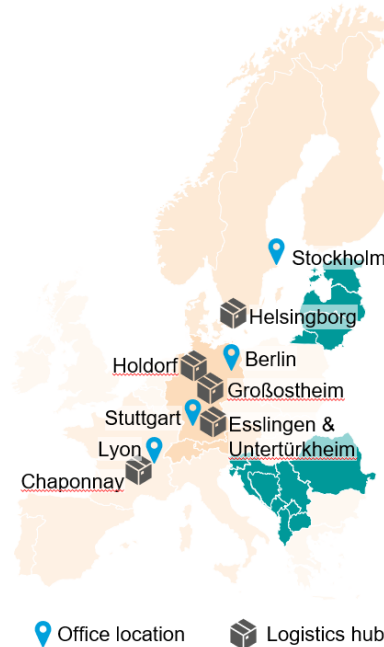 Stockholm
Helsingborg
Holdorf
Berlin
Großostheim
Stuttgart
Esslingen &
Untertürkheim
Lyon
Chaponnay
Office location
Logistics hub